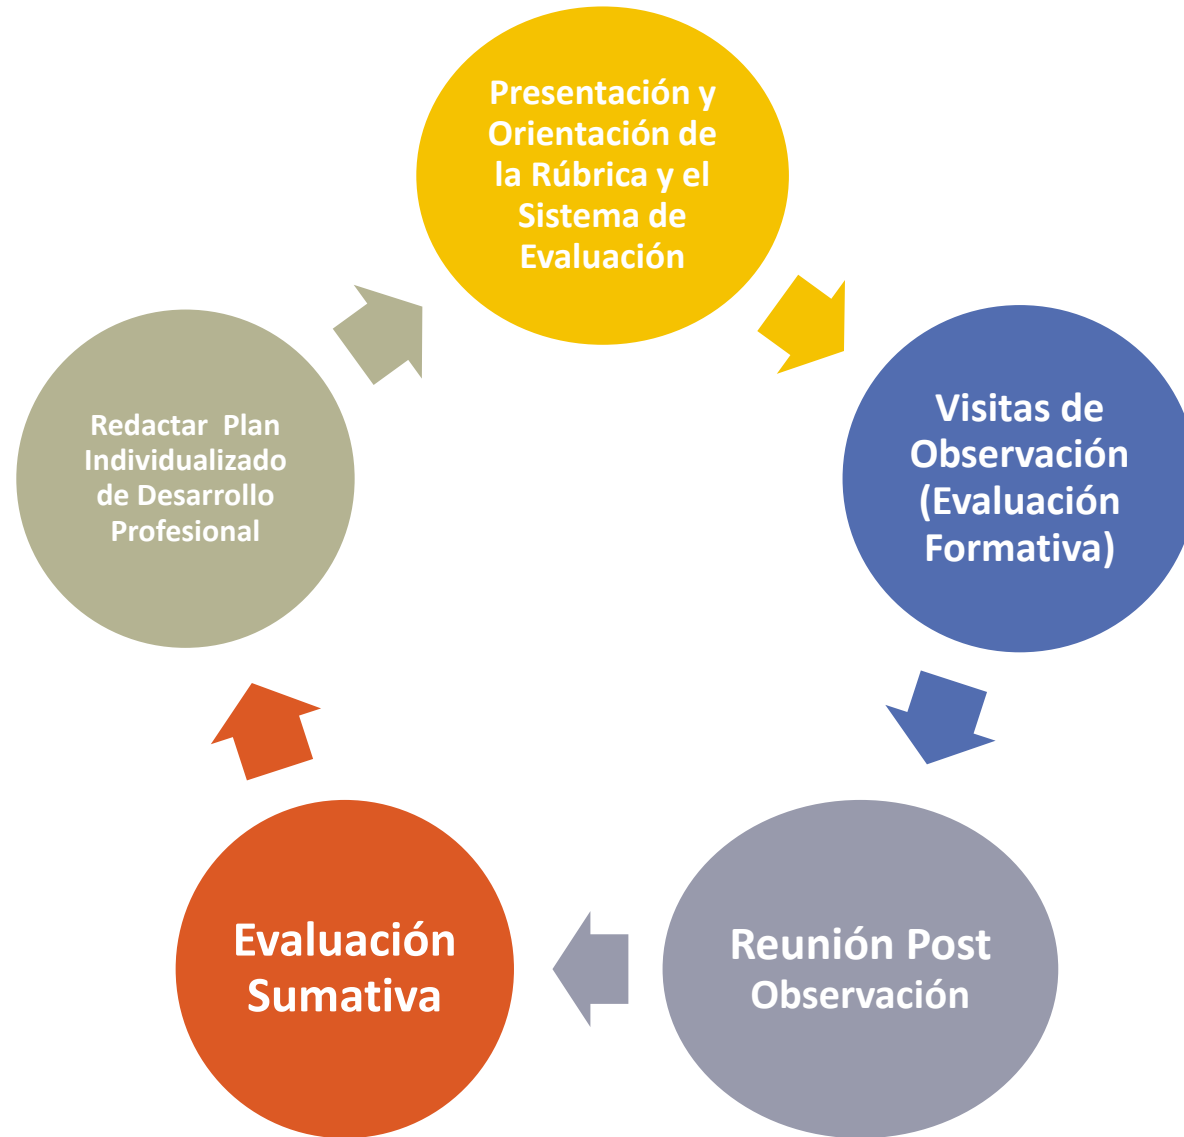 Presentación y
Orientación de
la Rúbrica y el
Sistema de
Evaluación
Visitas de
Observación
(Evaluación
Formativa)
Reunión Post
Observación
Evaluación
Sumativa
Redactar  Plan
Individualizado
de Desarrollo
Profesional